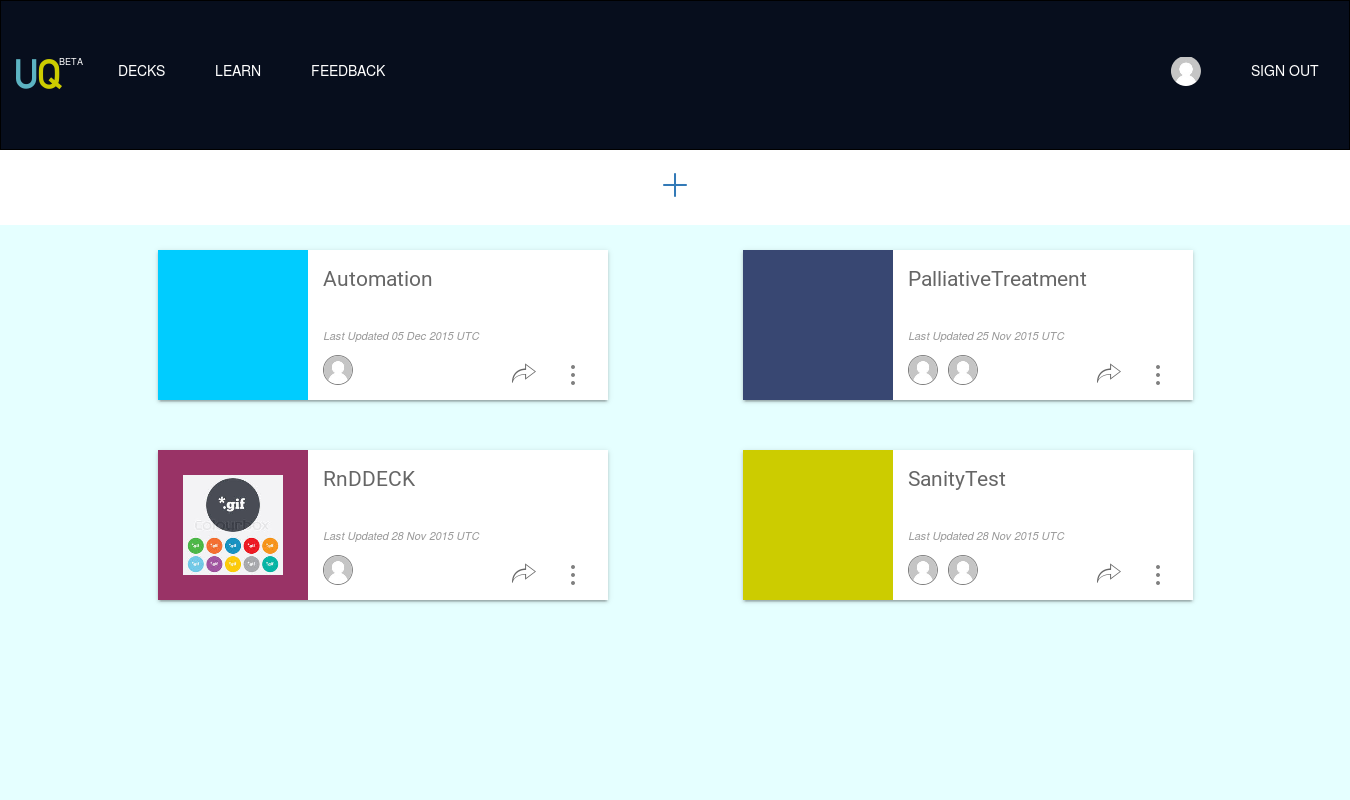 UQ BETA DECKS LEARN FEEDBACK SIGN OUT
Automation
Last Updated 05 Dec 2015 UTC
PalliativeTreatment
Last Updated 25 Nov 2015 UTC
*.gif
RnDDECK
Last Updated 28 Nov 2015 UTC
SanityTest
Last Updated 28 Nov 2015 UTC